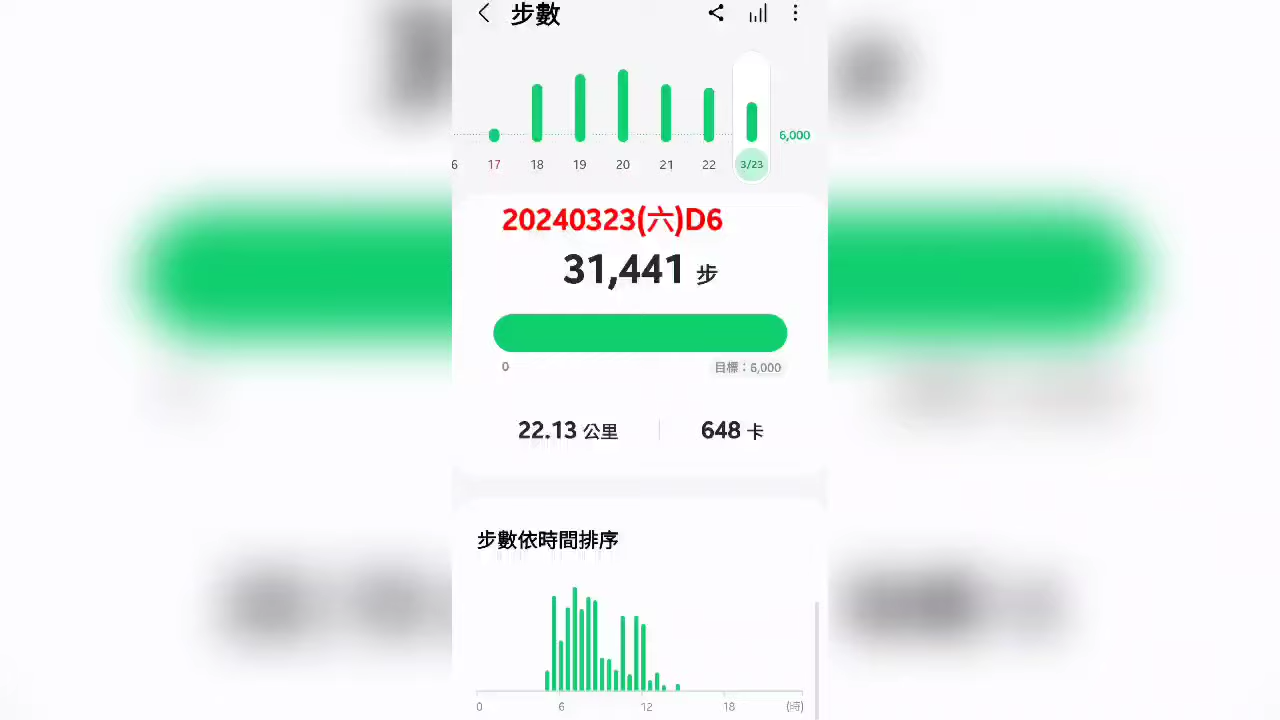 步數
6,000
6 17 18 19 20 21 22 3/23
20240323(六)D6
31,441 步
0 目標：6,000
22.13 公里 648 卡
步數依時間排序
0 6 12 18 (時)